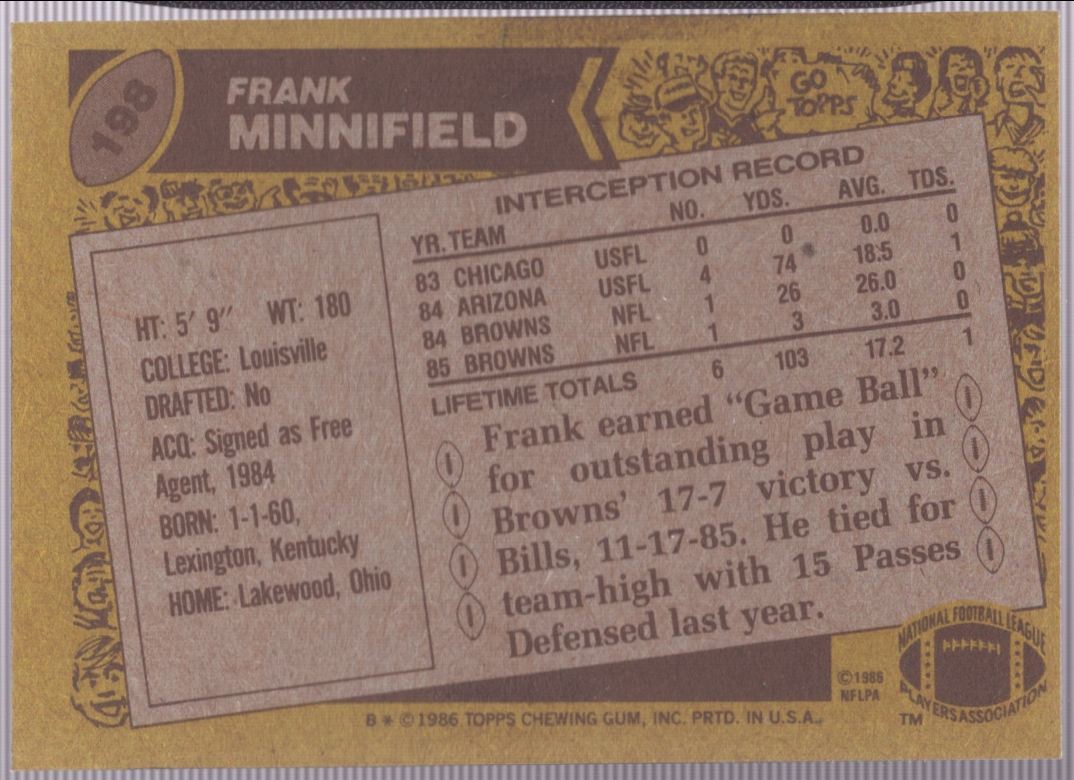 198
FRANK
MINNIFIELD
GO
TOPPS
INTERCEPTION RECORD
YR. TEAM NO. YDS. AVG. TDS.
83 CHICAGO USFL 0 0 0.0 0
84 ARIZONA USFL 4 74 18.5 1
84 BROWNS NFL 1 26 26.0 0
85 BROWNS NFL 1 3 3.0 0
LIFETIME TOTALS 6 103 17.2 1
HT: 5' 9" WT: 180
COLLEGE: Louisville
DRAFTED: No
ACQ: Signed as Free
Agent, 1984
BORN: 1-1-60,
Lexington, Kentucky
HOME: Lakewood, Ohio
Frank earned “Game Ball”
for outstanding play in
Browns’ 17-7 victory vs.
Bills, 11-17-85. He tied for
team-high with 15 Passes
Defensed last year.
©1986
NFLPA
NATIONAL FOOTBALL LEAGUE
PLAYERS ASSOCIATION
TM
B * © 1986 TOPPS CHEWING GUM, INC. PRTD. IN U.S.A.